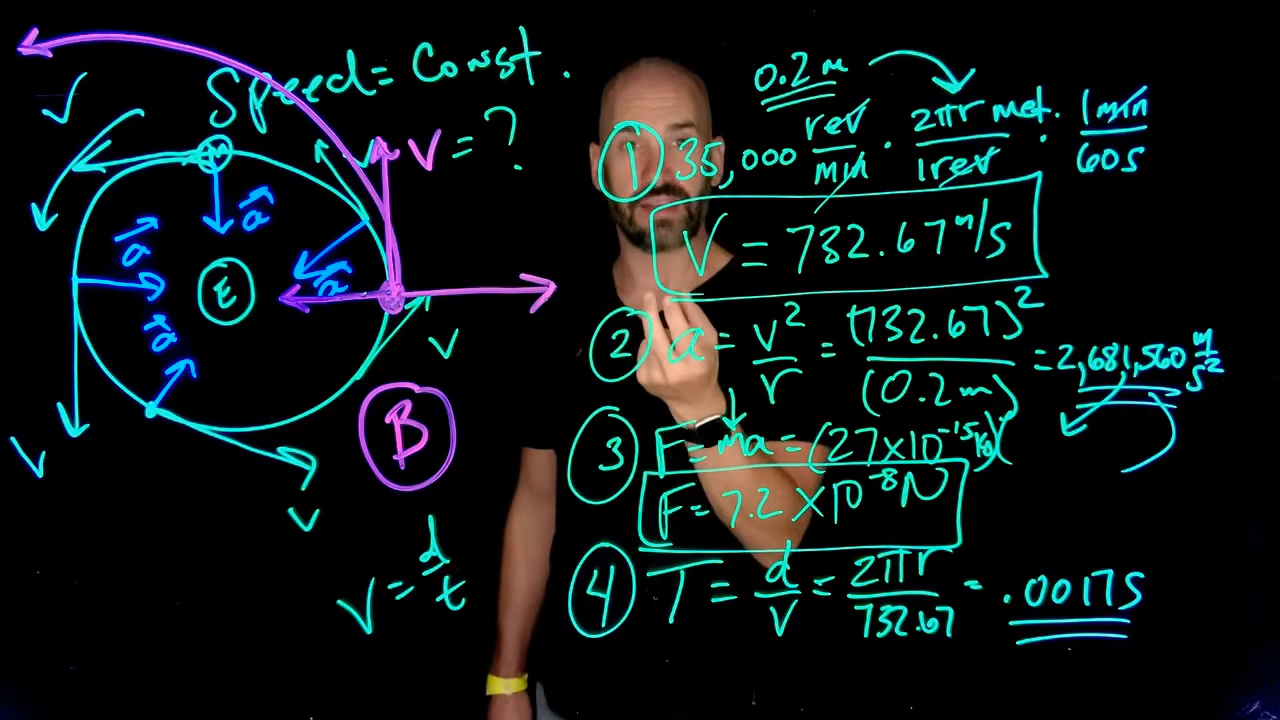 Speed = Const.
V = ?
√
M
V
a⃗
a⃗
a⃗
a⃗
E
V
V
V
B
V = d/t
0.2 m
① 35,000 rev/min · 2πr met./1 rev · 1 min/60 s
V = 732.67 m/s
② a = v²/r = (732.67)²/(0.2 m) = 2,681,560 m/s²
③ F = ma = (27 × 10⁻¹⁵ kg)(
F = 7.2 × 10⁻⁸ N
④ T = d/V = 2πr/732.67 = .0017 s